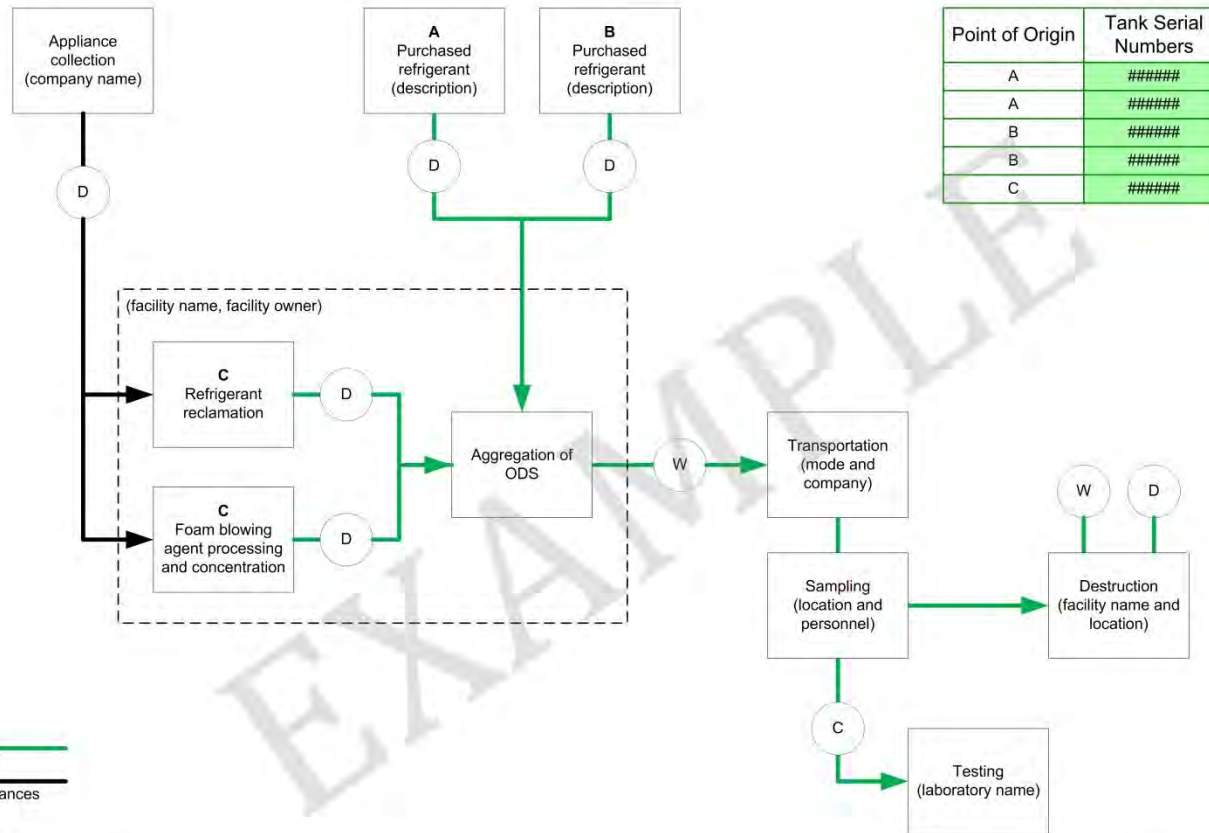 Appliance
collection
(company name)
A
Purchased
refrigerant
(description)
B
Purchased
refrigerant
(description)
Point of Origin
Tank Serial
Numbers
A
######
A
######
B
######
B
######
C
######
D
D
D
(facility name, facility owner)
C
Refrigerant
reclamation
D
C
Foam blowing
agent processing
and concentration
D
Aggregation of
ODS
W
Transportation
(mode and
company)
Sampling
(location and
personnel)
W
D
Destruction
(facility name and
location)
C
Testing
(laboratory name)
EXAMPLE